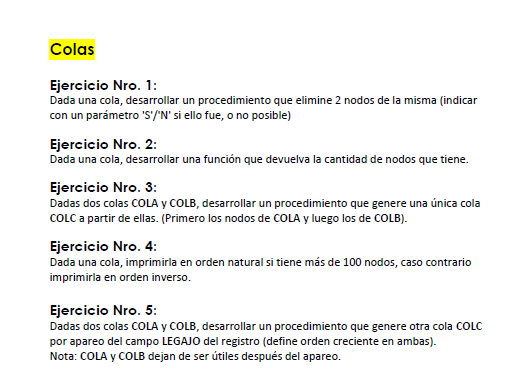 Colas
Ejercicio Nro. 1:
Dada una cola, desarrollar un procedimiento que elimine 2 nodos de la misma (indicar
con un parámetro 'S'/'N' si ello fue, o no posible)
Ejercicio Nro. 2:
Dada una cola, desarrollar una función que devuelva la cantidad de nodos que tiene.
Ejercicio Nro. 3:
Dadas dos colas COLA y COLB, desarrollar un procedimiento que genere una única cola
COLC a partir de ellas. (Primero los nodos de COLA y luego los de COLB).
Ejercicio Nro. 4:
Dada una cola, imprimirla en orden natural si tiene más de 100 nodos, caso contrario
imprimirla en orden inverso.
Ejercicio Nro. 5:
Dadas dos colas COLA y COLB, desarrollar un procedimiento que genere otra cola COLC
por apareo del campo LEGAJO del registro (define orden creciente en ambas).
Nota: COLA y COLB dejan de ser útiles después del apareo.